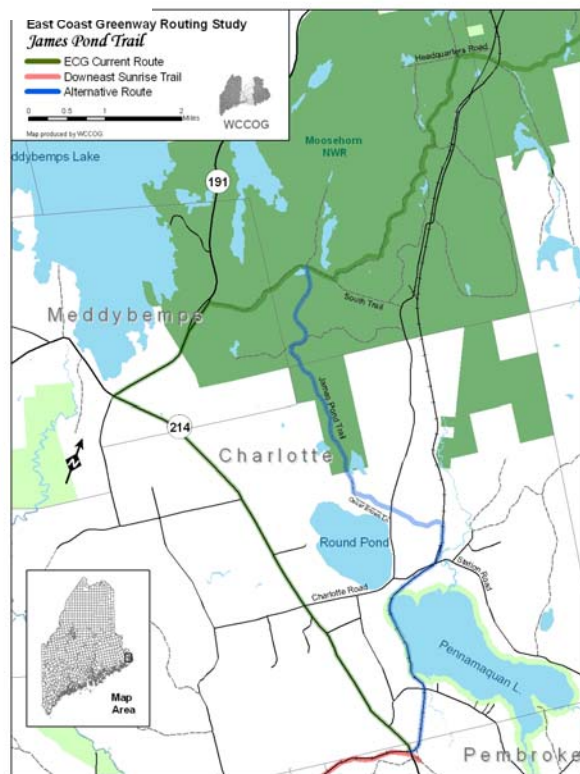 East Coast Greenway Routing Study
James Pond Trail
ECG Current Route
Downeast Sunrise Trail
Alternative Route
0 0.5 1 2
Miles
Map produced by WCCOG
WCCOG
Headquarters Road
ddybemps Lake
Moosehorn
NWR
191
South Trail
Meddybemps
James Pond Trail
214
Charlotte
N
Round Pond
Station Road
Charlotte Road
Pennamaquan L.
Map
Area
Pembroke